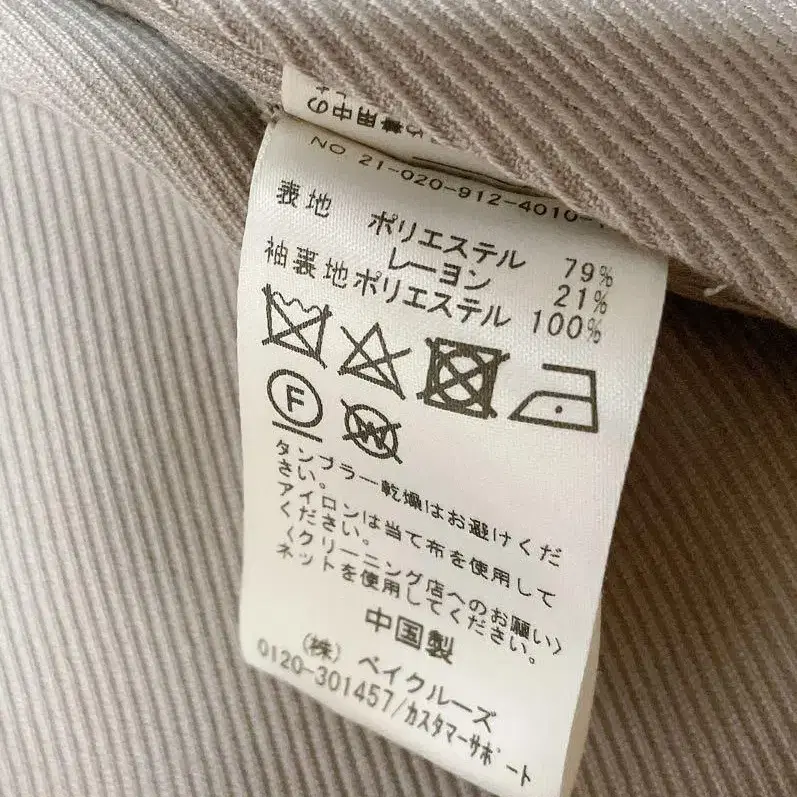 NO 21-020-912-4010-
表地 ポリエステル 79%
レーヨン 21%
袖裏地ポリエステル 100%
F
W
タンブラー乾燥はお避けくだ
さい。
アイロンは当て布を使用して
ください。
〈クリーニング店へのお願い〉
ネットを使用してください。
中国製
(株) ベイクルーズ
0120-301457/カスタマーサポート